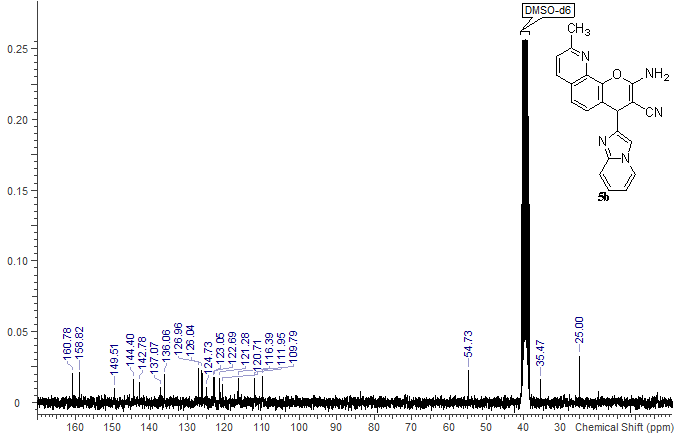 DMSO-d6
0.25
0.20
0.15
0.10
0.05
0
CH3
N
O
NH2
CN
N
N
5b
160.78
158.82
149.51
144.40
142.78
137.07
136.06
126.96
126.04
124.73
123.05
122.69
121.28
120.71
116.39
111.95
109.79
54.73
35.47
25.00
160 150 140 130 120 110 100 90 80 70 60 50 40 30 20
Chemical Shift (ppm)